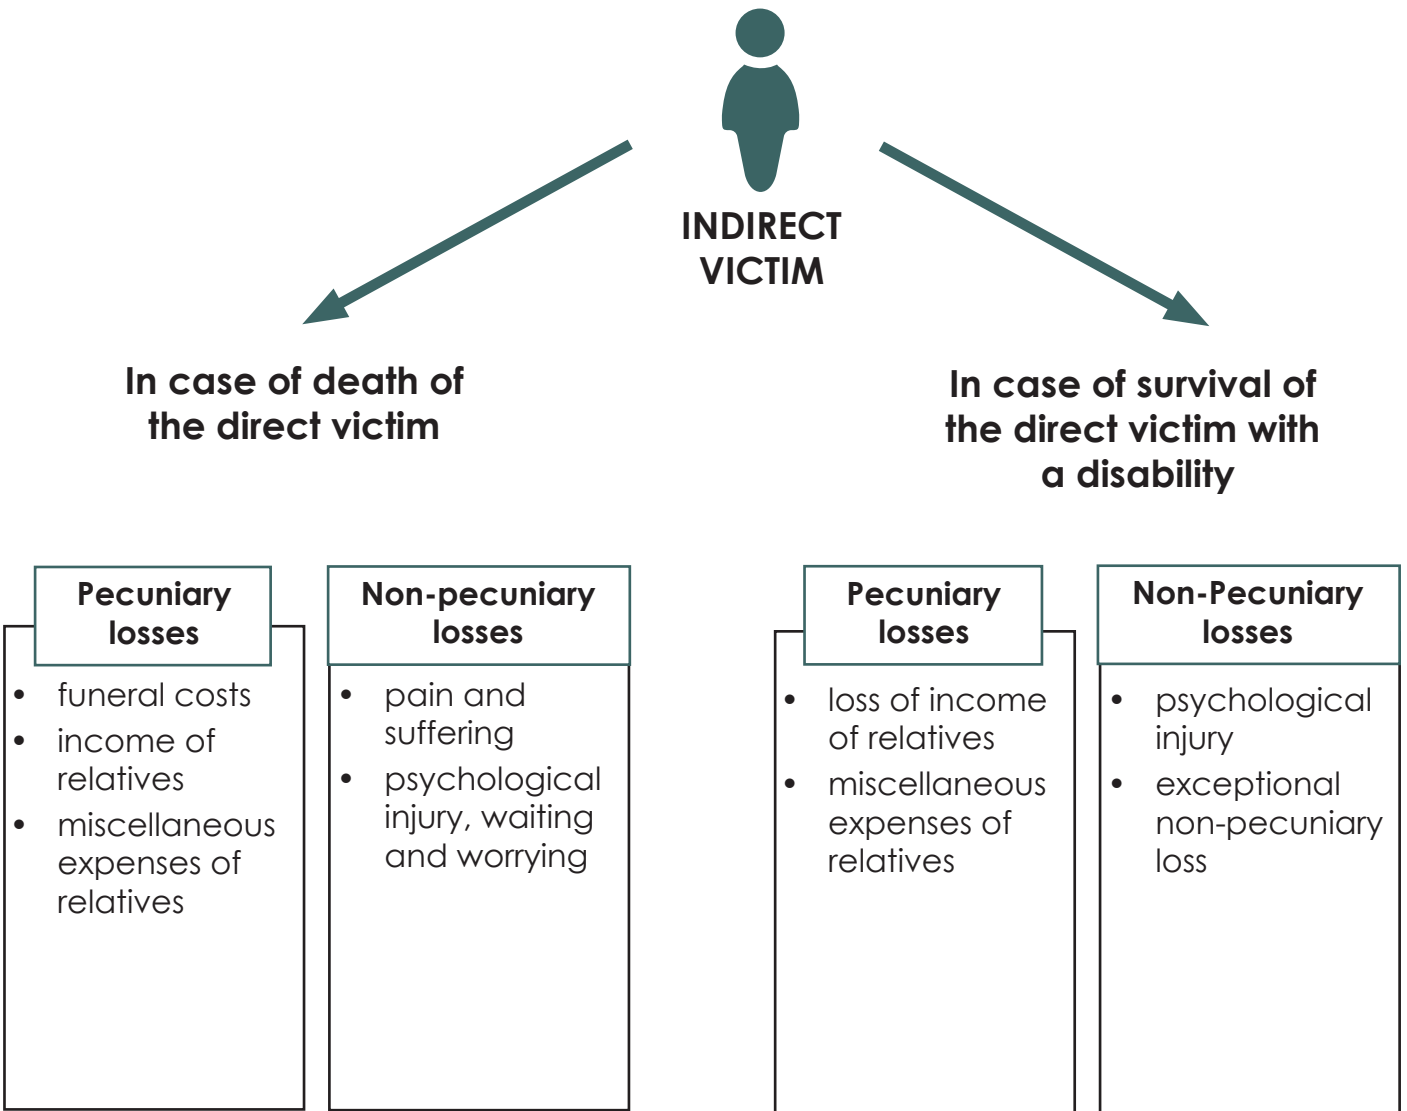 INDIRECT
VICTIM
In case of death of
the direct victim
In case of survival of
the direct victim with
a disability
Pecuniary
losses
• funeral costs
• income of
relatives
• miscellaneous
expenses of
relatives
Non-pecuniary
losses
• pain and
suffering
• psychological
injury, waiting
and worrying
Pecuniary
losses
• loss of income
of relatives
• miscellaneous
expenses of
relatives
Non-Pecuniary
losses
• psychological
injury
• exceptional
non-pecuniary
loss